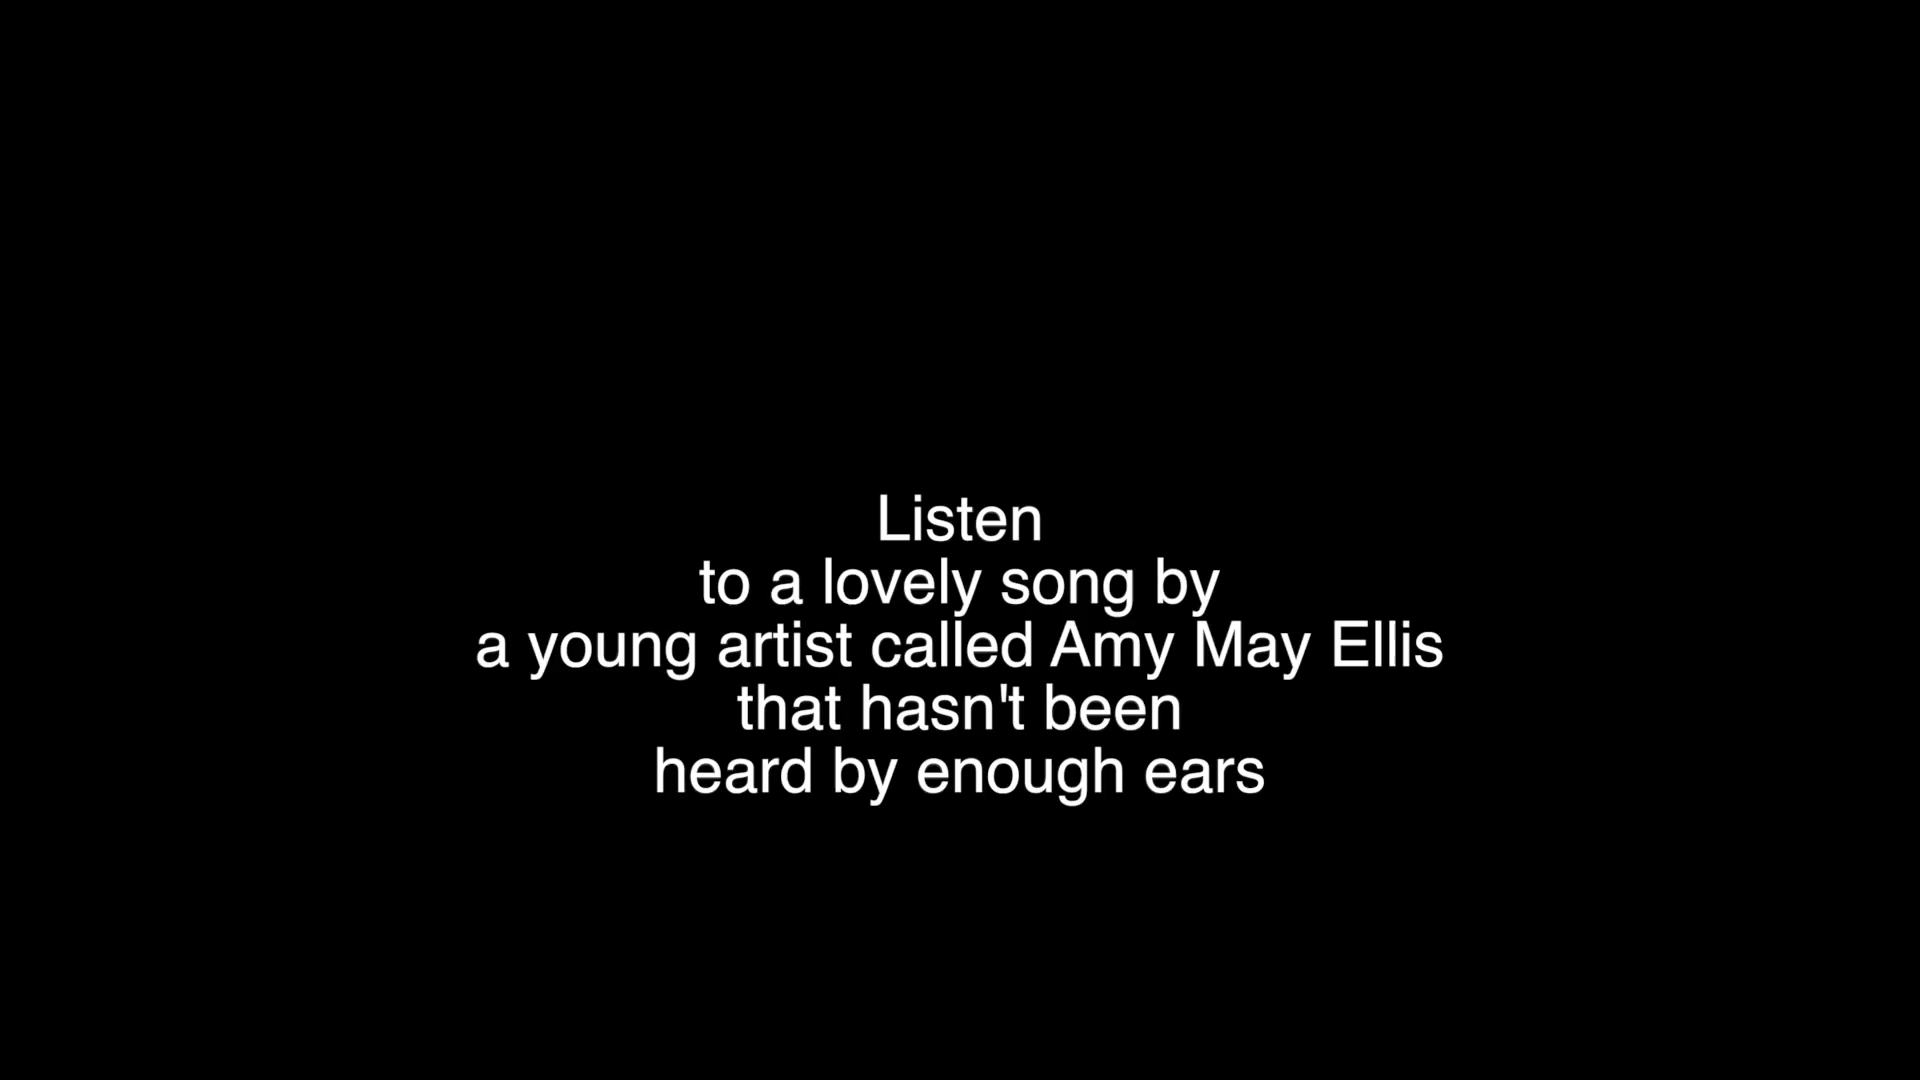 Listen
to a lovely song by
a young artist called Amy May Ellis
that hasn't been
heard by enough ears